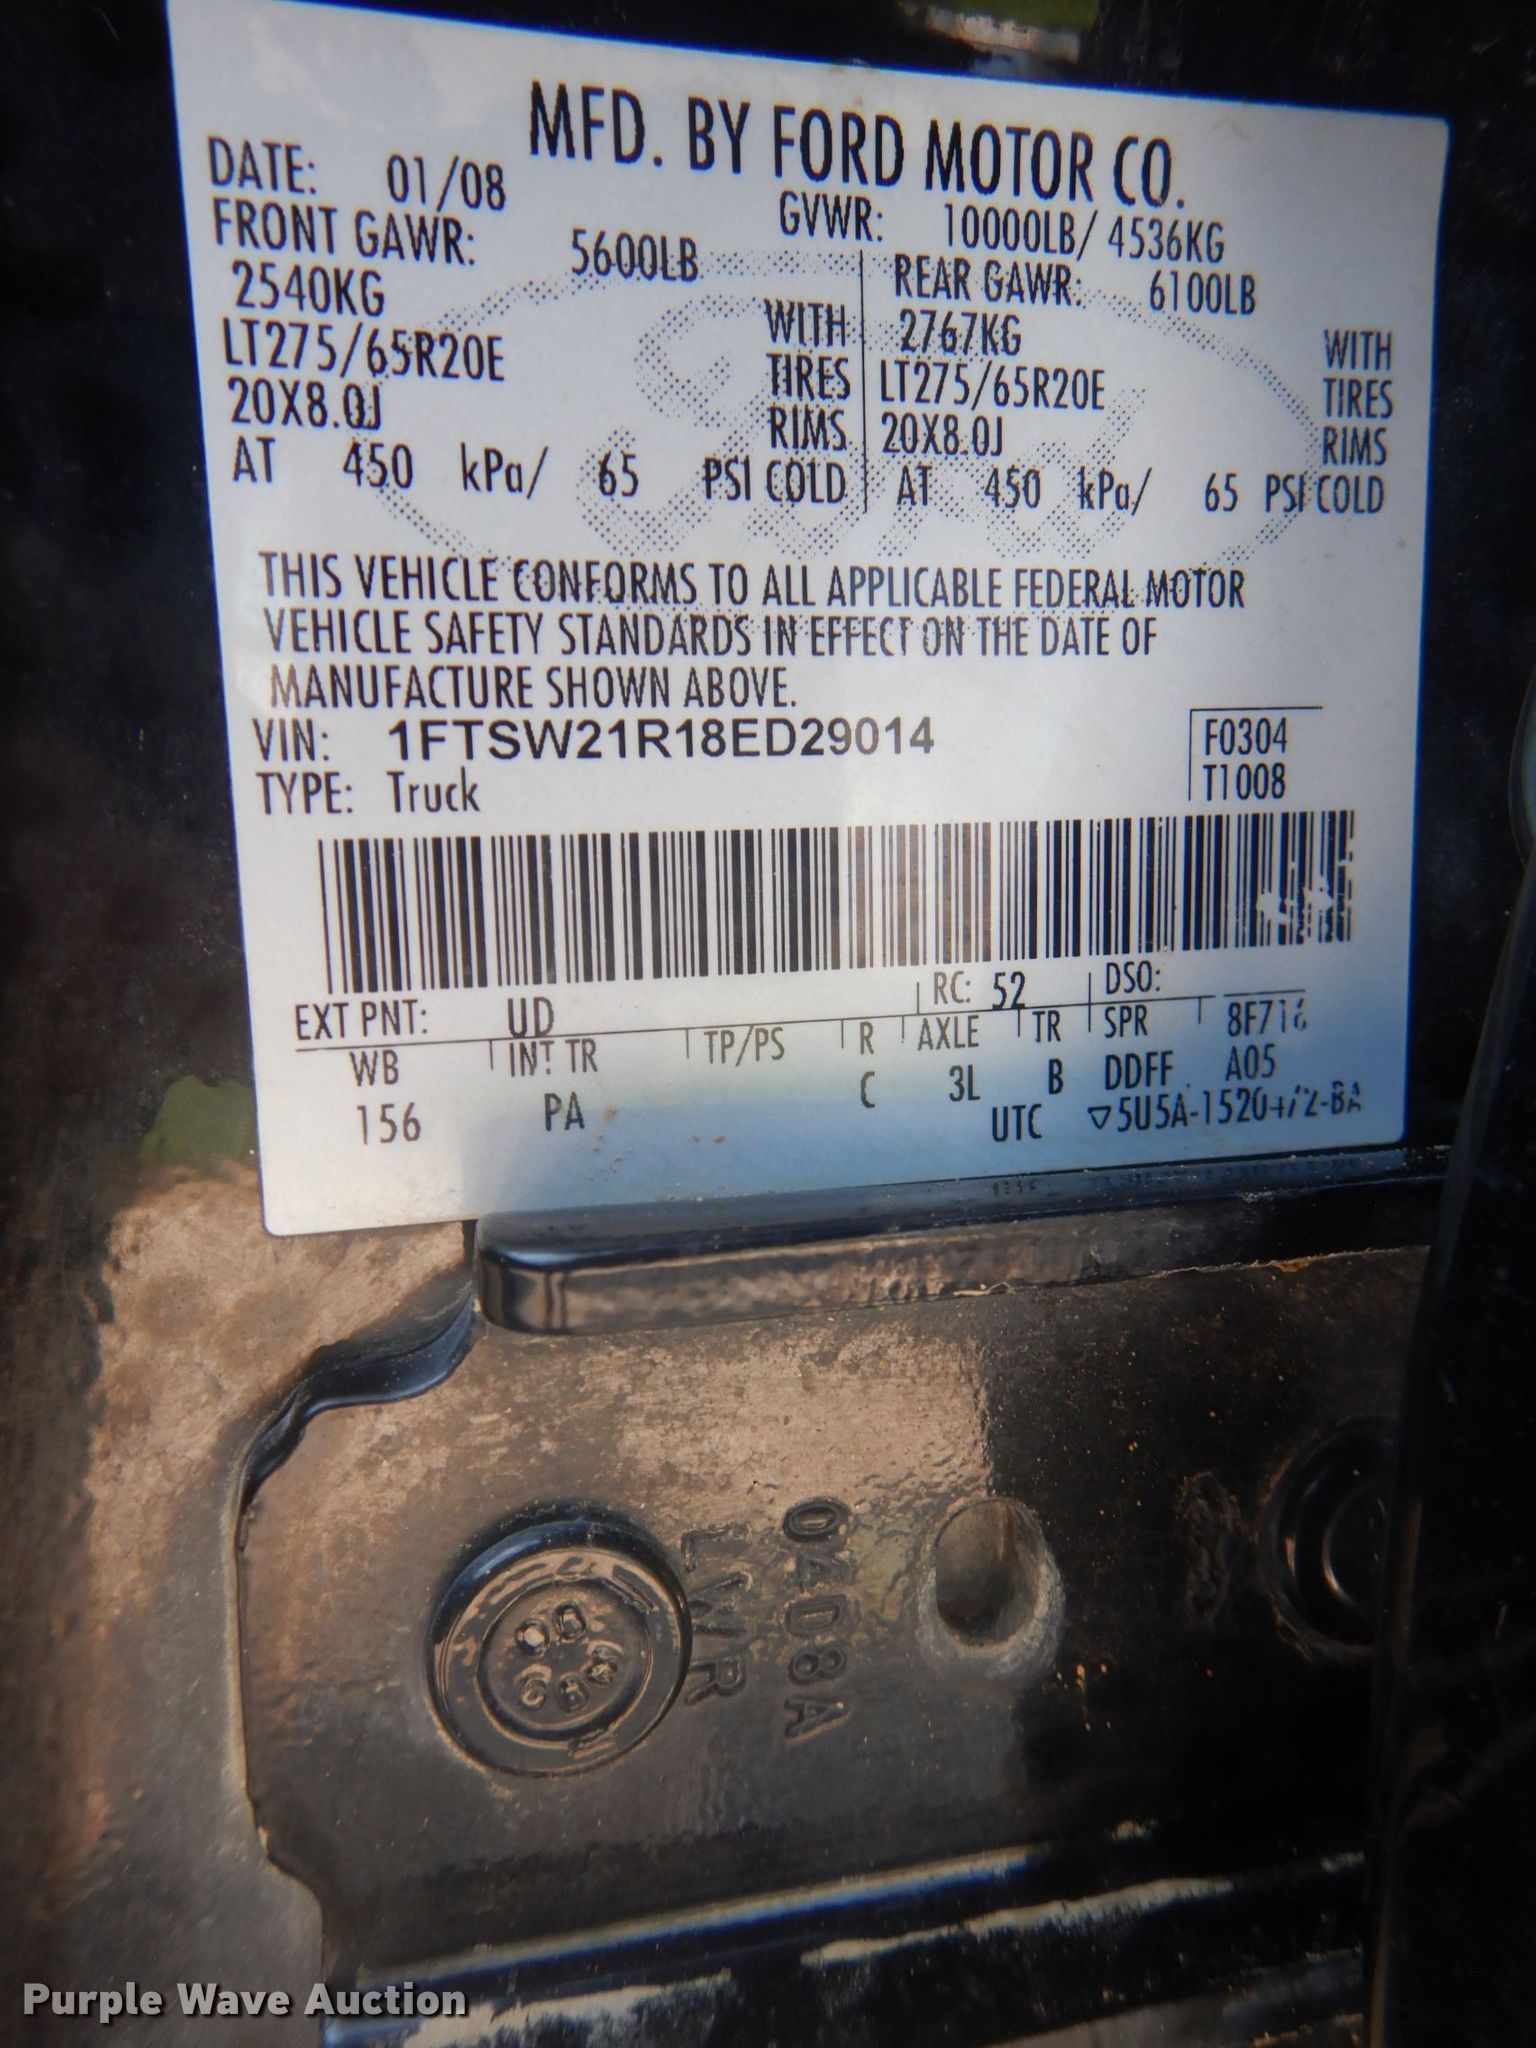 MFD. BY FORD MOTOR CO.
DATE: 01/08 GVWR: 10000LB/ 4536KG
FRONT GAWR: 5600LB REAR GAWR: 6100LB
2540KG WITH 2767KG WITH
LT275/65R20E TIRES LT275/65R20E TIRES
20X8.0J RIMS 20X8.0J RIMS
AT 450 kPa/ 65 PSI COLD AT 450 kPa/ 65 PSI COLD
THIS VEHICLE CONFORMS TO ALL APPLICABLE FEDERAL MOTOR
VEHICLE SAFETY STANDARDS IN EFFECT ON THE DATE OF
MANUFACTURE SHOWN ABOVE.
VIN: 1FTSW21R18ED29014 F0304
TYPE: Truck T1008
EXT PNT: UD RC: 52 DSO:
WB INT TR TP/PS R AXLE TR SPR 8F716
156 PA C 3L B DDFF A05
UTC
04D8A
LWR
Purple Wave Auction